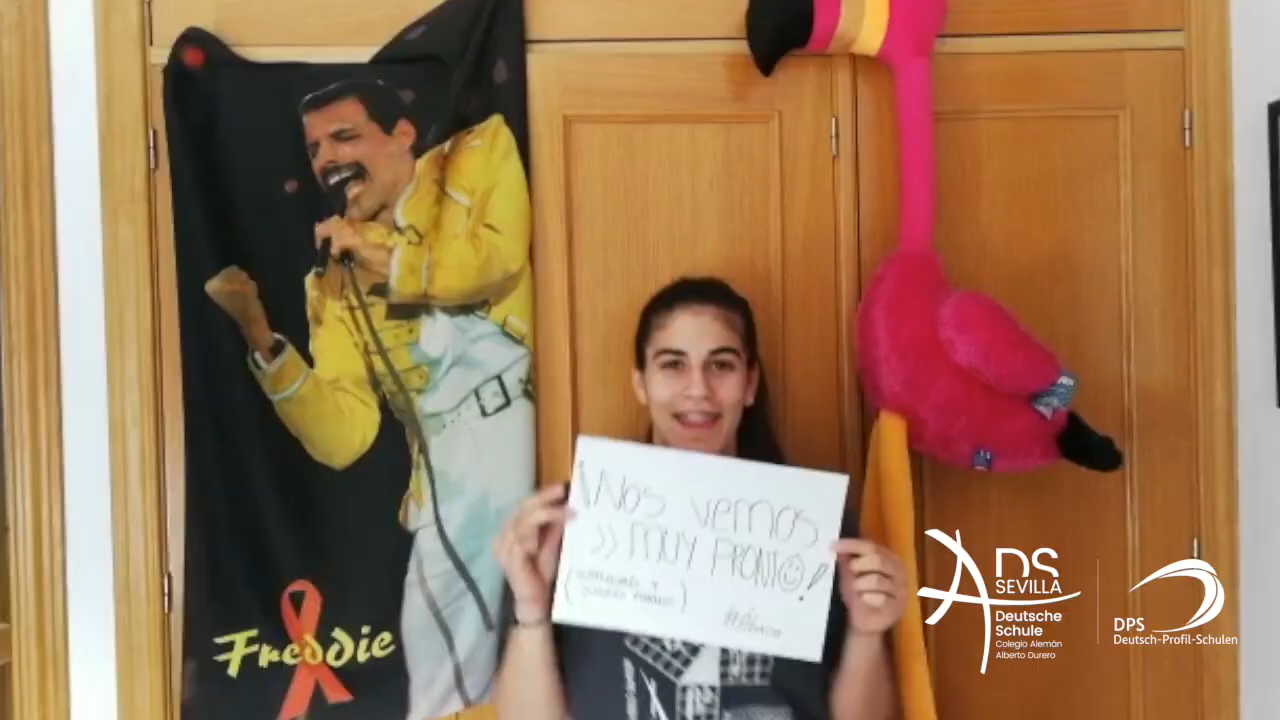 Freddie
¡Nos vemos
>> MUY PRONTO!
DS
SEVILLA
Deutsche
Schule
Colegio Alemán
Alberto Durero
DPS
Deutsch-Profil-Schulen